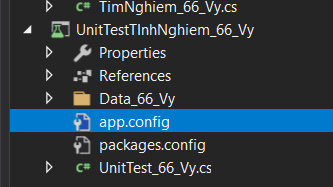 TimNghiem_66_Vy.cs
UnitTestTInhNghiem_66_Vy
Properties
References
Data_66_Vy
app.config
packages.config
UnitTest_66_Vy.cs